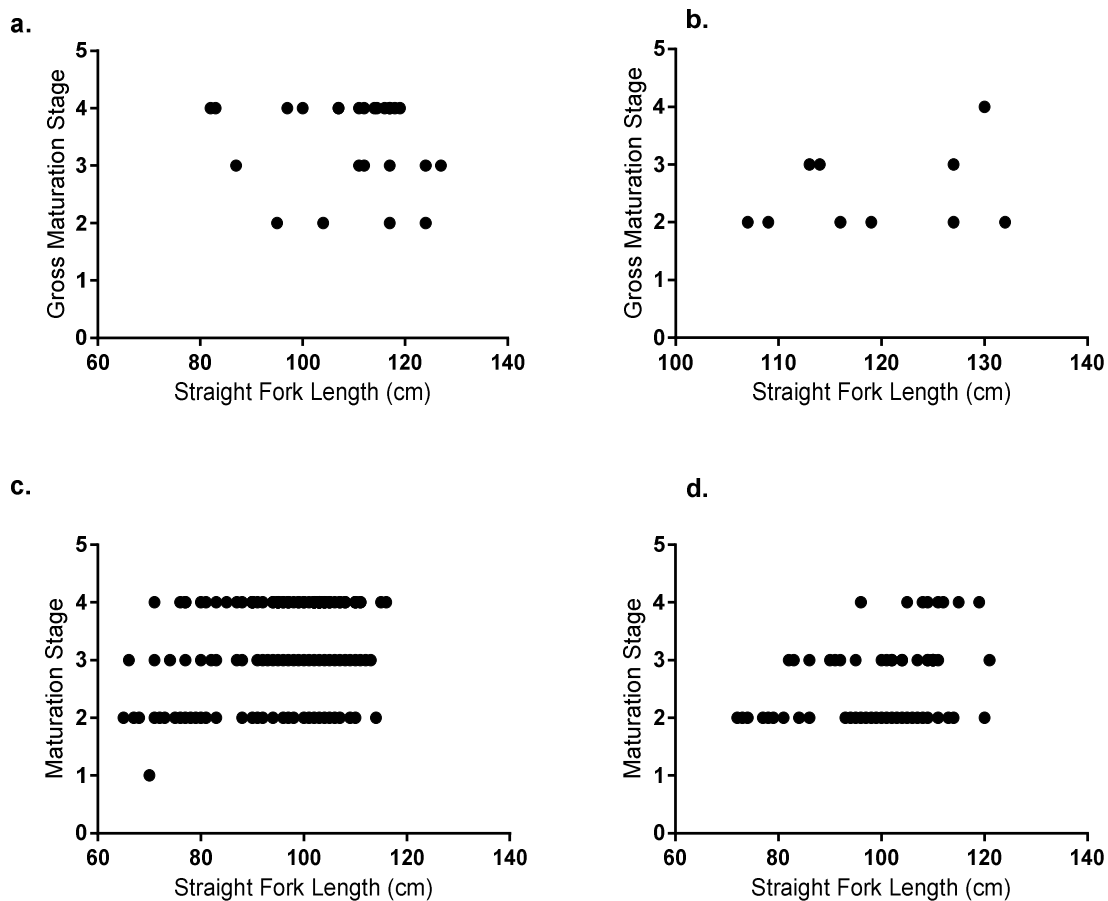 a.
5
4
3
2
1
0
Gross Maturation Stage
60 80 100 120 140
Straight Fork Length (cm)
b.
5
4
3
2
1
0
Gross Maturation Stage
100 110 120 130 140
Straight Fork Length (cm)
c.
5
4
3
2
1
0
Maturation Stage
60 80 100 120 140
Straight Fork Length (cm)
d.
5
4
3
2
1
0
Maturation Stage
60 80 100 120 140
Straight Fork Length (cm)